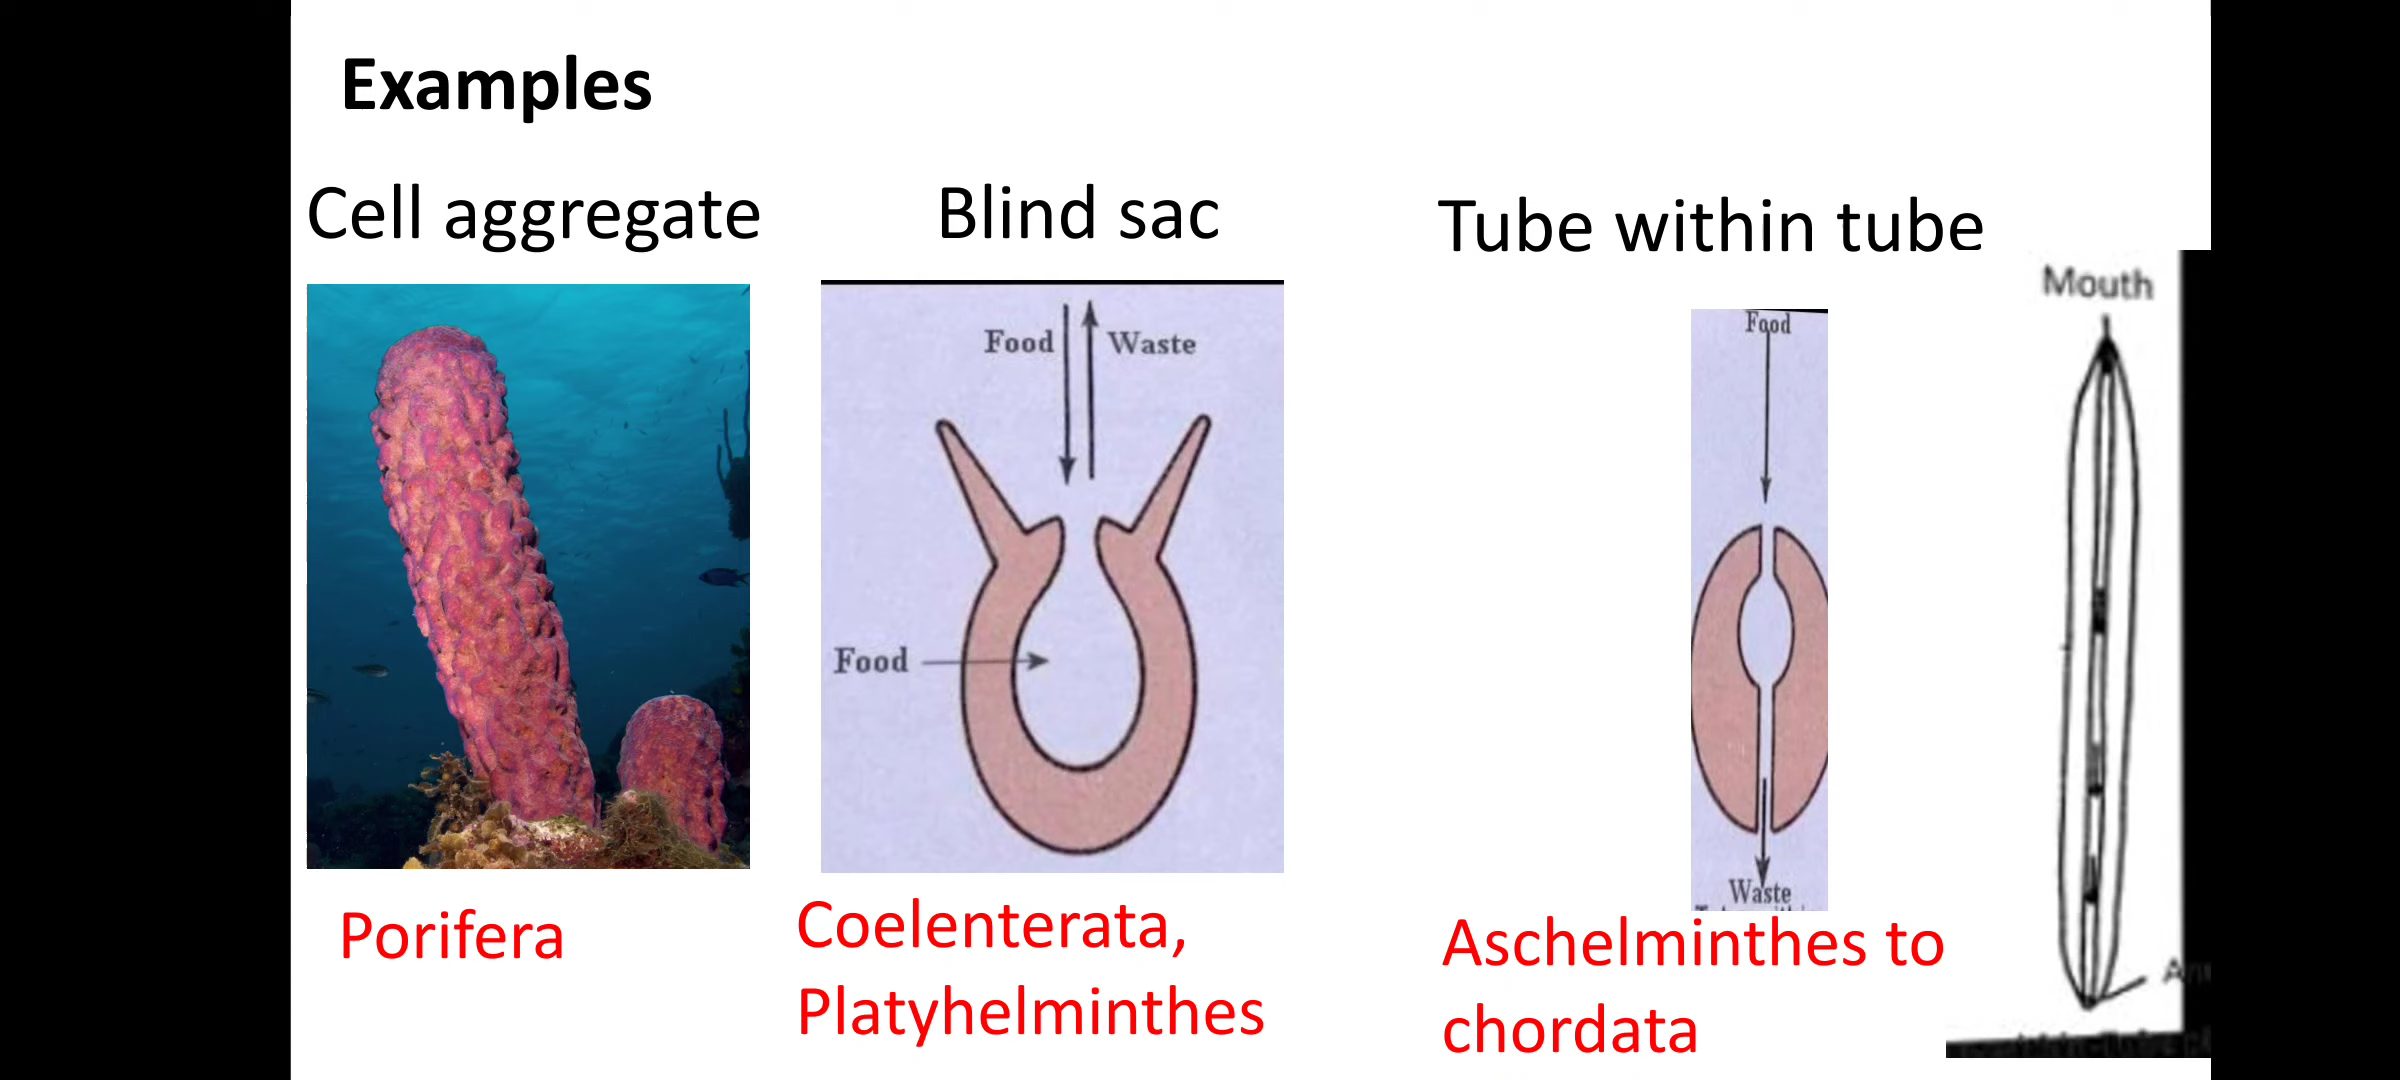 Examples
Cell aggregate
Blind sac
Tube within tube
Food
Waste
Food
Food
Waste
Mouth
Porifera
Coelenterata,
Platyhelminthes
Aschelminthes to
chordata